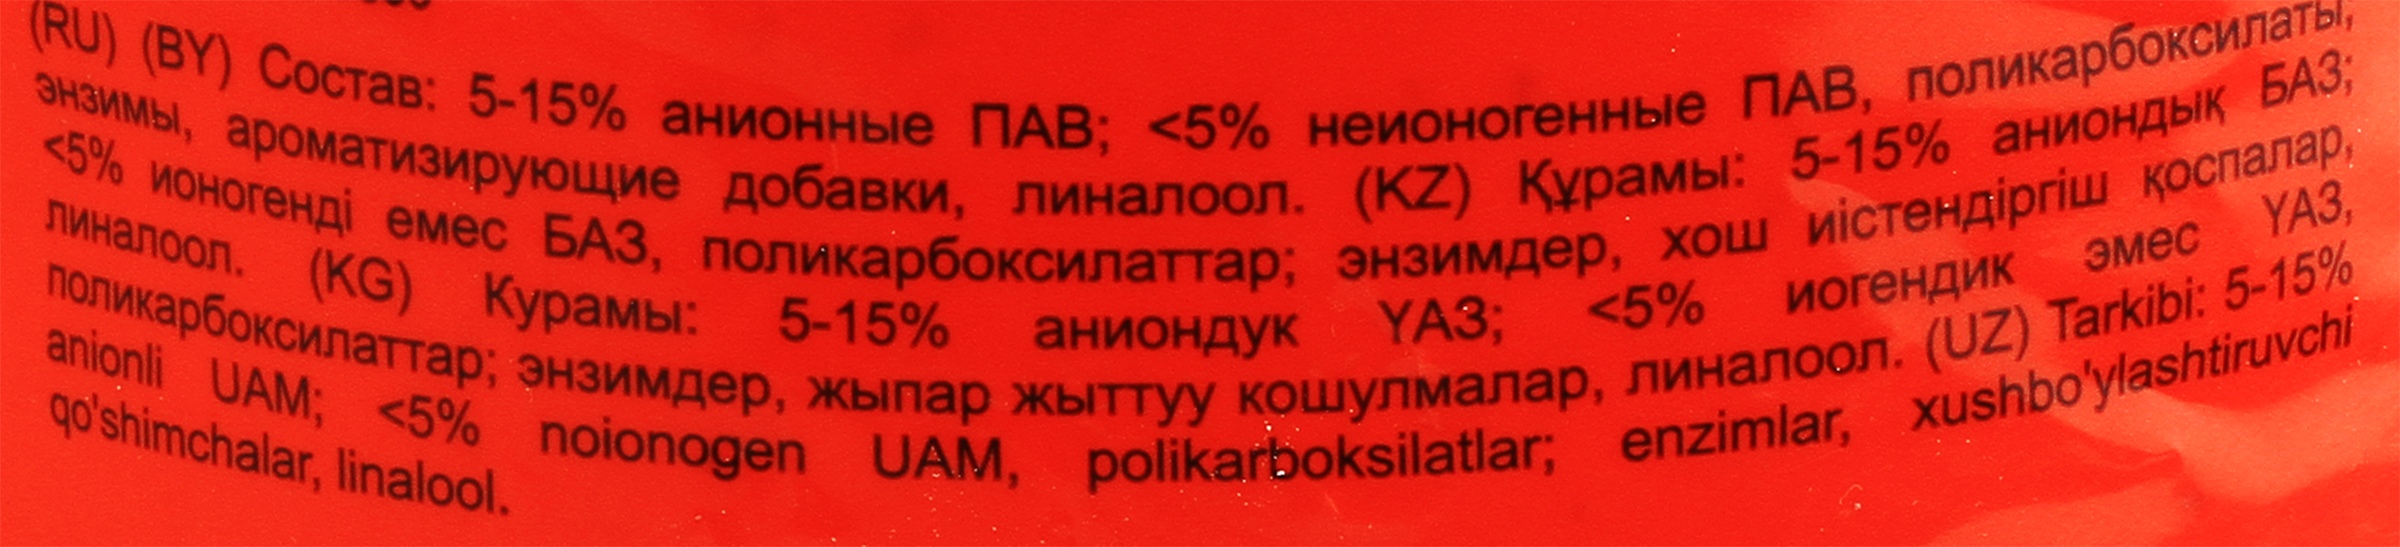 (RU) (BY) Состав: 5-15% анионные ПАВ; <5% неионогенные ПАВ, поликарбоксилаты;
энзимы, ароматизирующие добавки, линалоол. (KZ) Құрамы: 5-15% аниондық БАЗ;
<5% ионогенді емес БАЗ, поликарбоксилаттар; энзимдер, хош иістендіргіш қоспалар,
линалоол. (KG) Курамы: 5-15% аниондук ҮАЗ; <5% иогендик эмес ҮАЗ,
поликарбоксилаттар; энзимдер, жыпар жыттуу кошулмалар, линалоол. (UZ) Tarkibi: 5-15%
anionli UAM; <5% noionogen UAM, polikarboksilatlar; enzimlar, xushbo'ylashtiruvchi
qo'shimchalar, linalool.